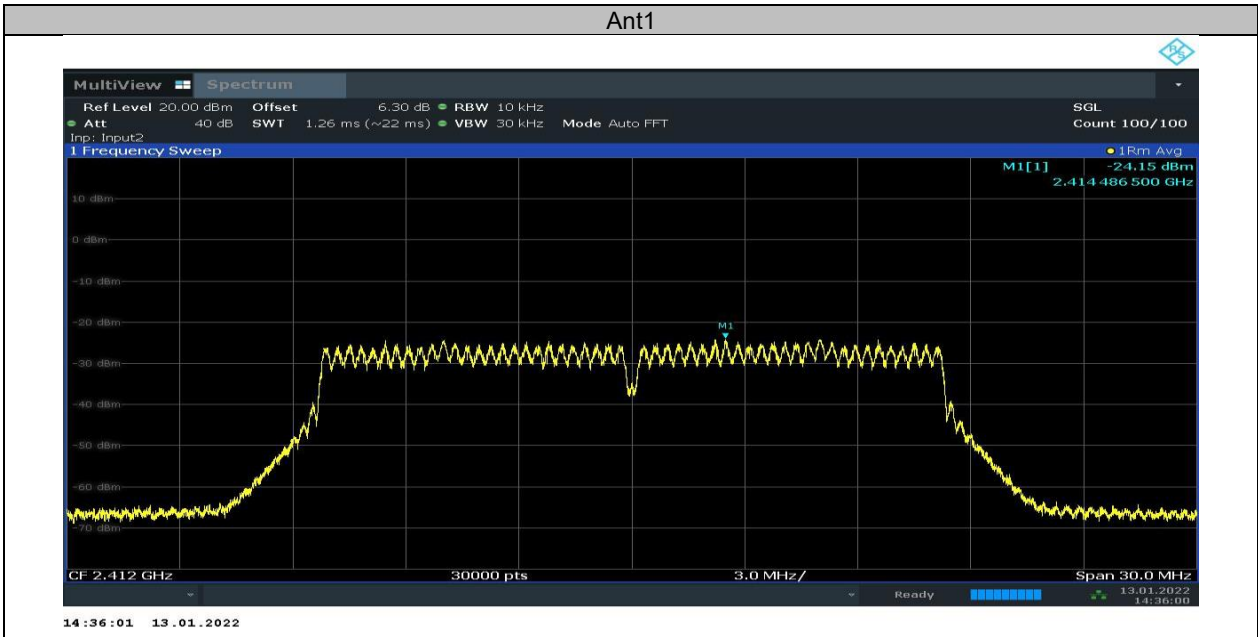 Ant1
R&S
MultiView Spectrum
Ref Level 20.00 dBm Offset 6.30 dB RBW 10 kHz SGL
Att 40 dB SWT 1.26 ms (~22 ms) VBW 30 kHz Mode Auto FFT Count 100/100
Inp: Input2
1 Frequency Sweep 1Rm Avg
M1[1] -24.15 dBm
2.414 486 500 GHz
10 dBm
0 dBm
-10 dBm
-20 dBm
M1
-30 dBm
-40 dBm
-50 dBm
-60 dBm
-70 dBm
CF 2.412 GHz 30000 pts 3.0 MHz/ Span 30.0 MHz
Ready 13.01.2022
14:36:00
14:36:01 13.01.2022